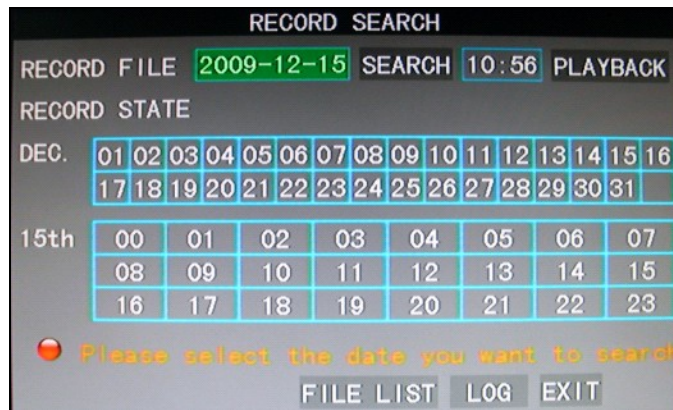 RECORD SEARCH
RECORD FILE 2009-12-15 SEARCH 10:56 PLAYBACK
RECORD STATE
DEC. 01 02 03 04 05 06 07 08 09 10 11 12 13 14 15 16
17 18 19 20 21 22 23 24 25 26 27 28 29 30 31
15th 00 01 02 03 04 05 06 07
08 09 10 11 12 13 14 15
16 17 18 19 20 21 22 23
Please select the date you want to search
FILE LIST LOG EXIT